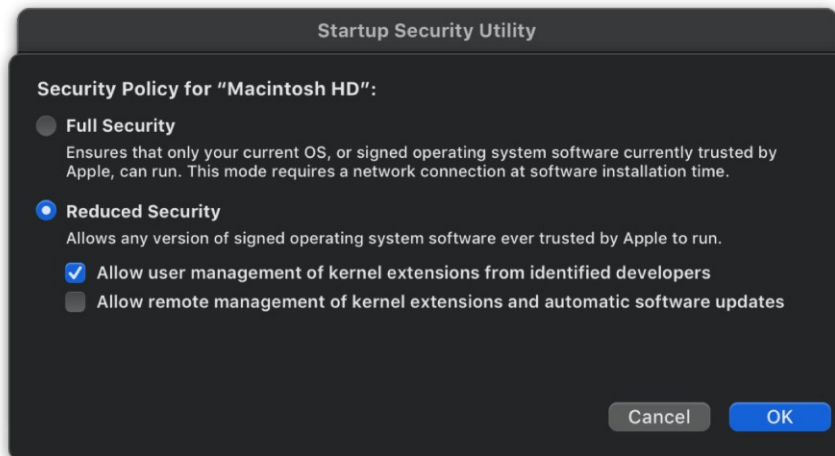 Startup Security Utility
Security Policy for “Macintosh HD”:
Full Security
Ensures that only your current OS, or signed operating system software currently trusted by
Apple, can run. This mode requires a network connection at software installation time.
Reduced Security
Allows any version of signed operating system software ever trusted by Apple to run.
Allow user management of kernel extensions from identified developers
Allow remote management of kernel extensions and automatic software updates
Cancel OK